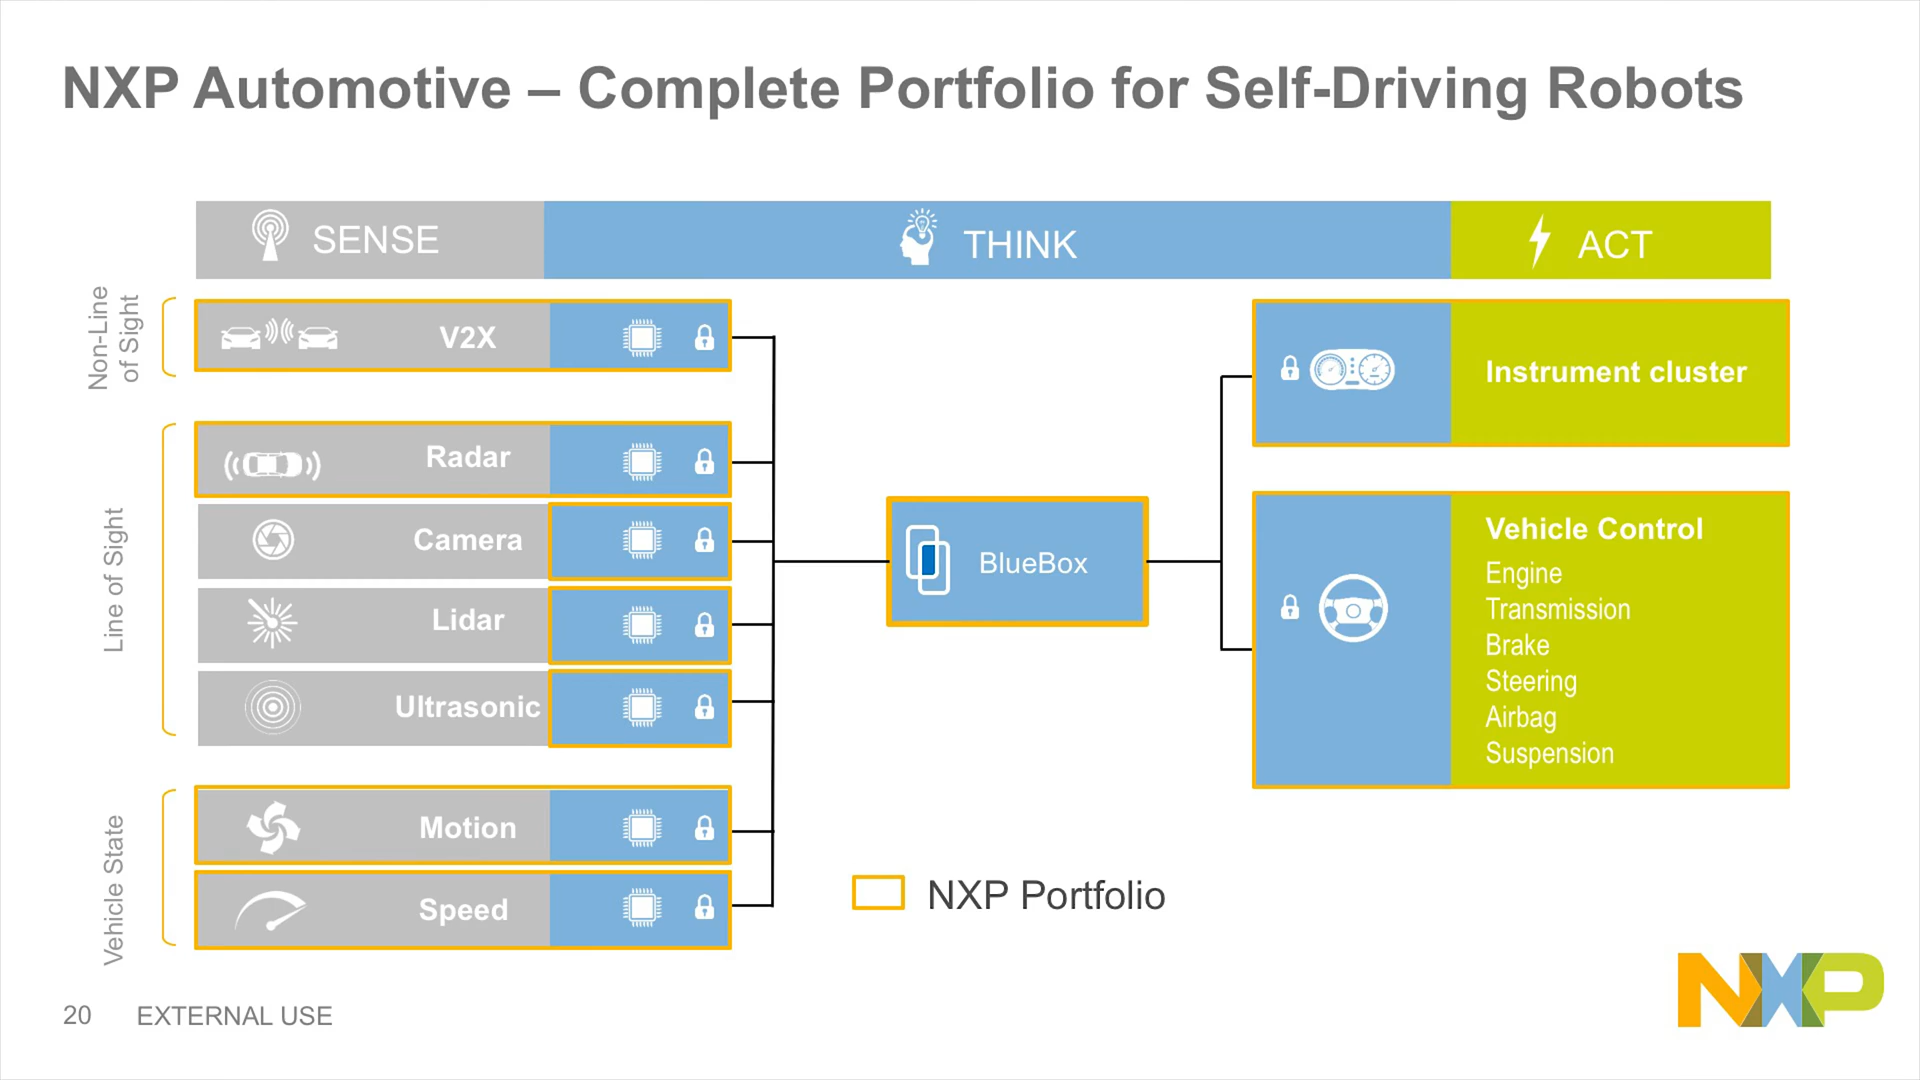 NXP Automotive – Complete Portfolio for Self-Driving Robots
SENSE
THINK
ACT
Non-Line
of Sight
V2X
Line of Sight
Radar
Camera
Lidar
Ultrasonic
Vehicle State
Motion
Speed
BlueBox
Instrument cluster
Vehicle Control
Engine
Transmission
Brake
Steering
Airbag
Suspension
NXP Portfolio
20 EXTERNAL USE
NXP